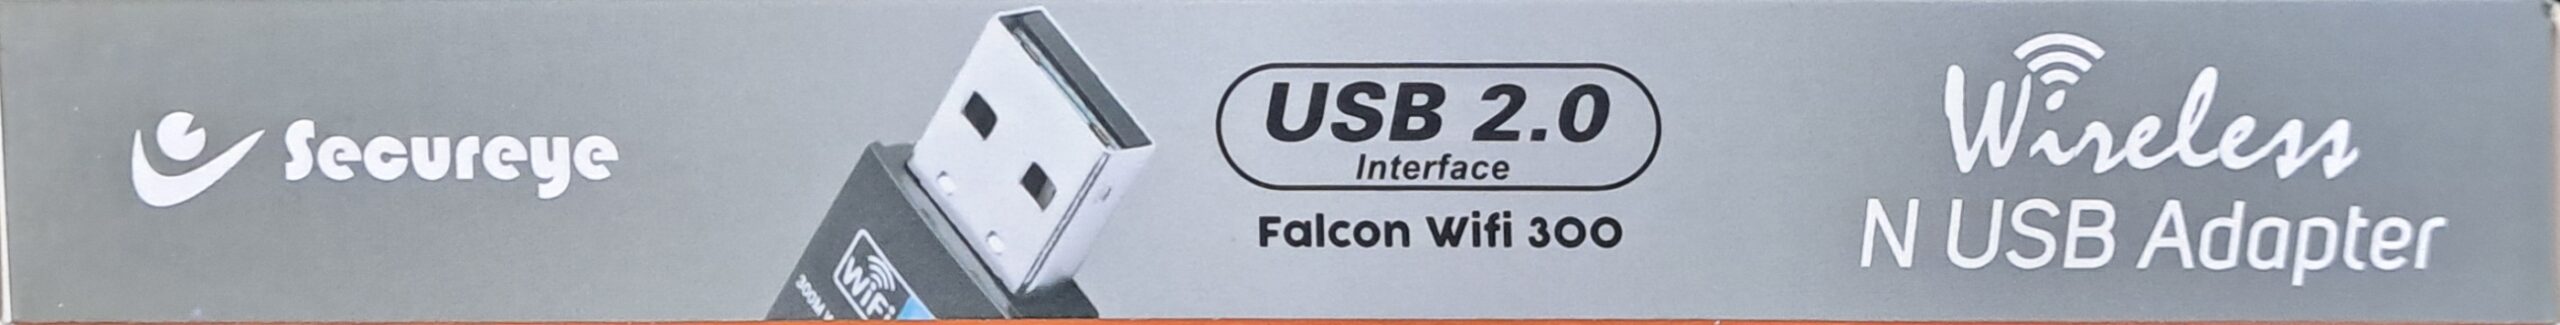 Secureye
WiFi
300M
USB 2.0
Interface
Falcon Wifi 300
Wireless
N USB Adapter